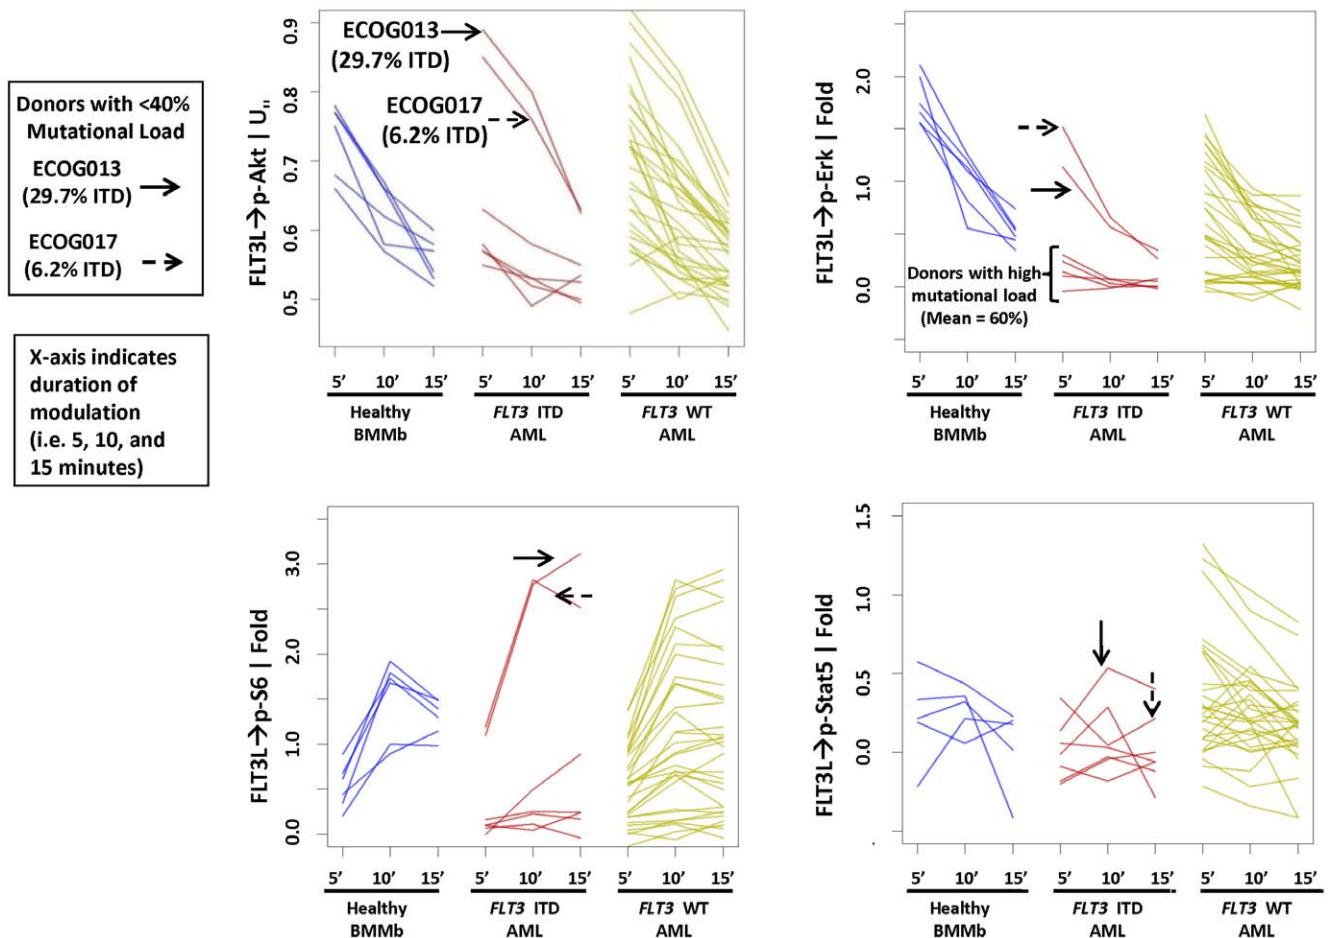 Donors with <40%
Mutational Load
ECOG013
(29.7% ITD)
ECOG017
(6.2% ITD)
X-axis indicates
duration of
modulation
(i.e. 5, 10, and
15 minutes)
FLT3L→p-Akt | Uu
0.9
0.8
0.7
0.6
0.5
ECOG013
(29.7% ITD)
ECOG017
(6.2% ITD)
5’ 10’ 15’ 5’ 10’ 15’ 5’ 10’ 15’
Healthy FLT3 ITD FLT3 WT
BMMb AML AML
FLT3L→p-Erk | Fold
2.0
1.0
0.0
Donors with high
mutational load
(Mean = 60%)
5’ 10’ 15’ 5’ 10’ 15’ 5’ 10’ 15’
Healthy FLT3 ITD FLT3 WT
BMMb AML AML
FLT3L→p-S6 | Fold
3.0
2.0
1.0
0.0
5’ 10’ 15’ 5’ 10’ 15’ 5’ 10’ 15’
Healthy FLT3 ITD FLT3 WT
BMMb AML AML
FLT3L→p-Stat5 | Fold
1.5
1.0
0.5
0.0
5’ 10’ 15’ 5’ 10’ 15’ 5’ 10’ 15’
Healthy FLT3 ITD FLT3 WT
BMMb AML AML